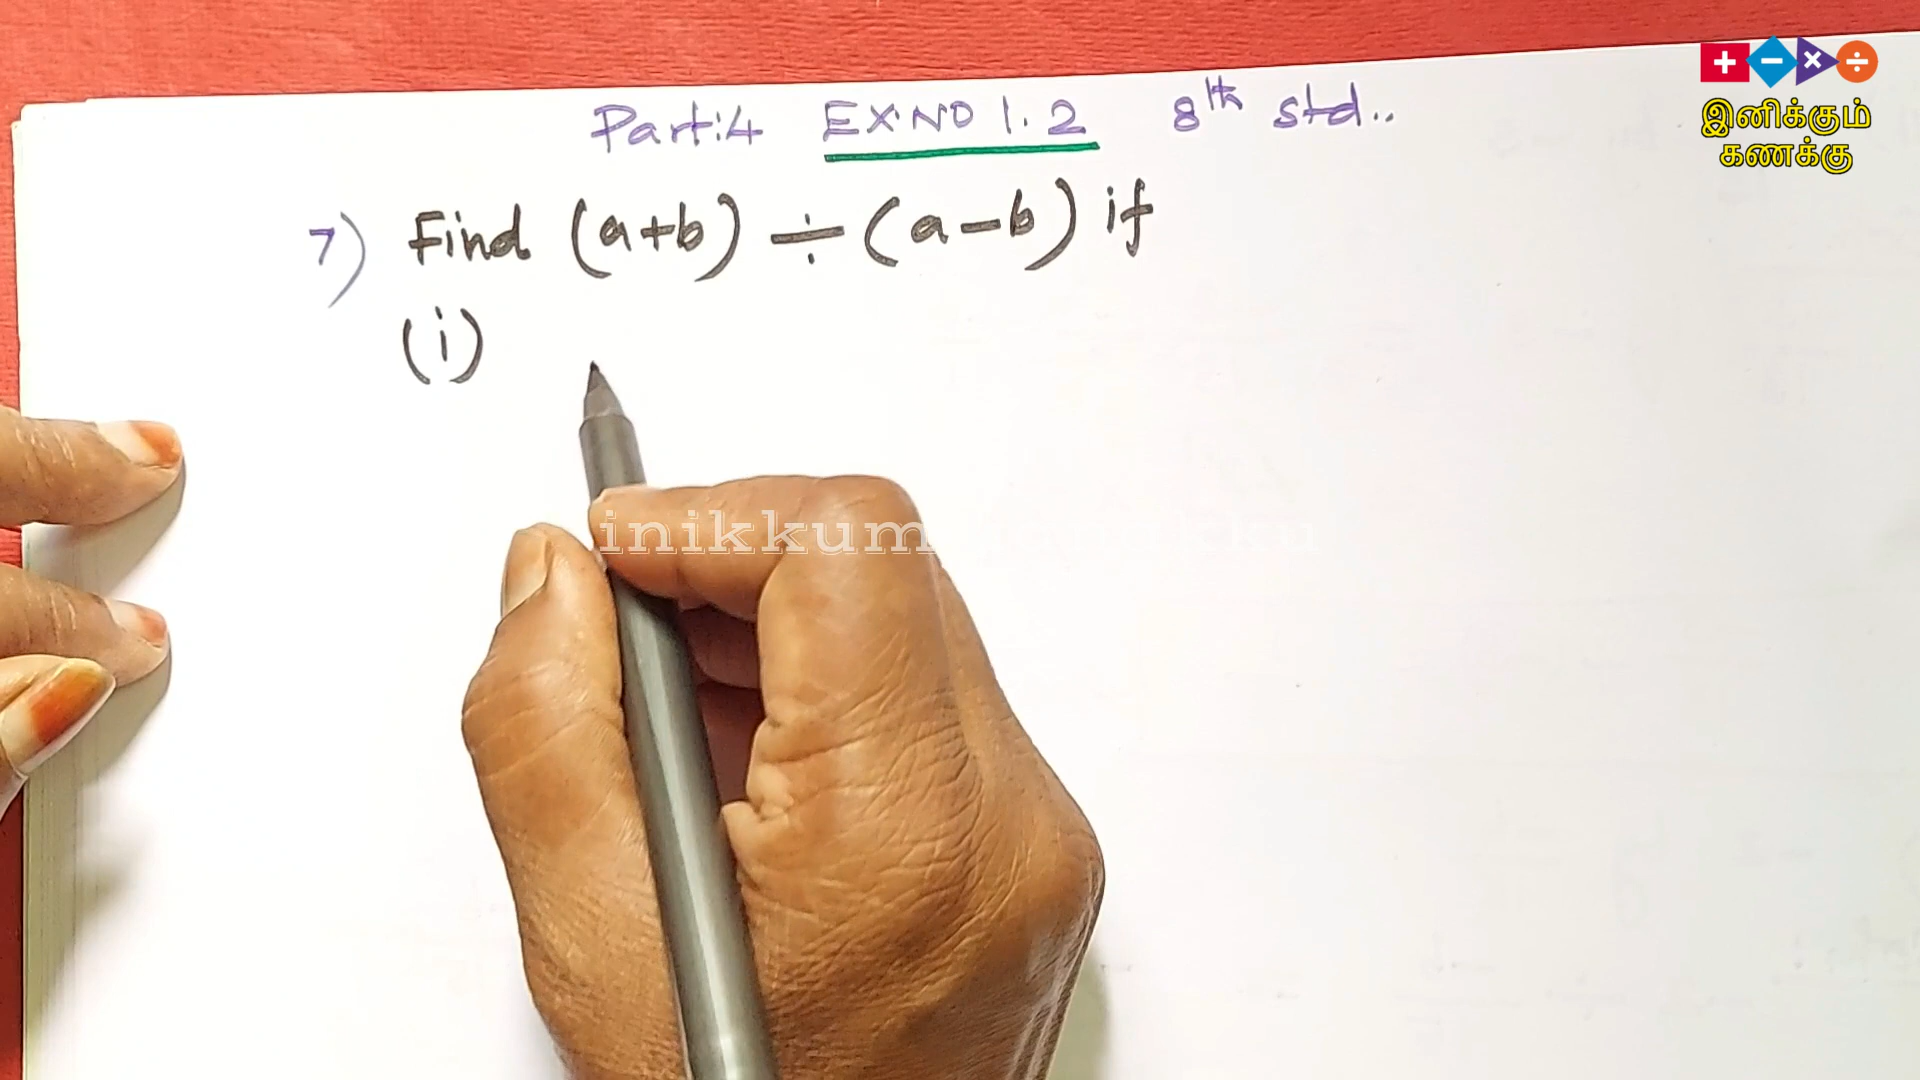 Part:4 EX.NO 1.2 8th std..
இனிக்கும்
கணக்கு
7) Find (a+b) ÷ (a-b) if
(i)
inikkum